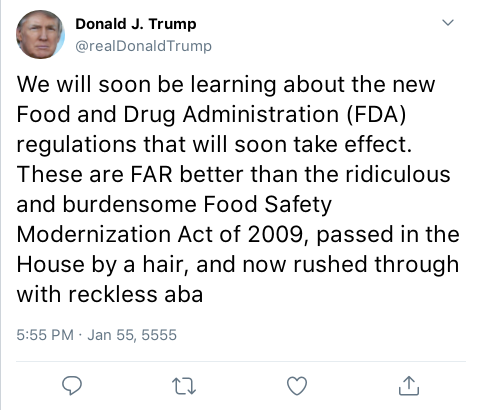 Donald J. Trump
@realDonaldTrump
We will soon be learning about the new
Food and Drug Administration (FDA)
regulations that will soon take effect.
These are FAR better than the ridiculous
and burdensome Food Safety
Modernization Act of 2009, passed in the
House by a hair, and now rushed through
with reckless aba
5:55 PM · Jan 55, 5555